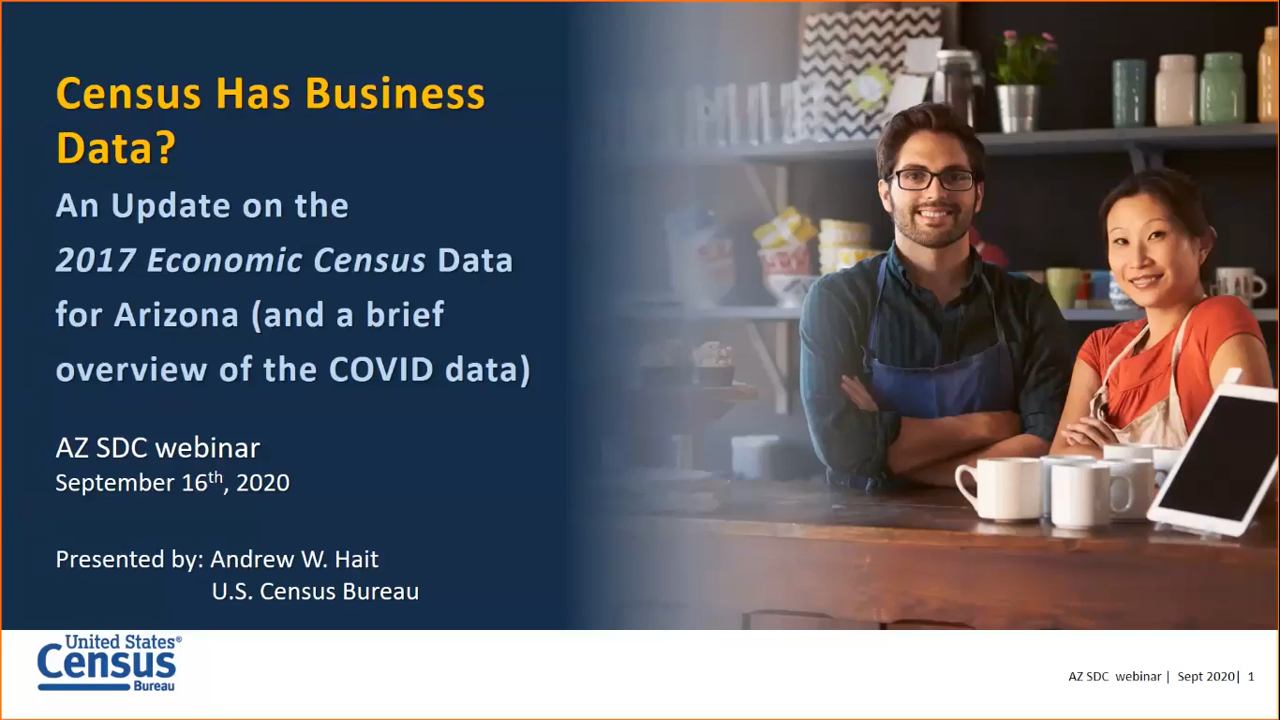 Census Has Business
Data?
An Update on the
2017 Economic Census Data
for Arizona (and a brief
overview of the COVID data)
AZ SDC webinar
September 16th, 2020
Presented by: Andrew W. Hait
U.S. Census Bureau
United States®
Census
Bureau
AZ SDC webinar | Sept 2020| 1